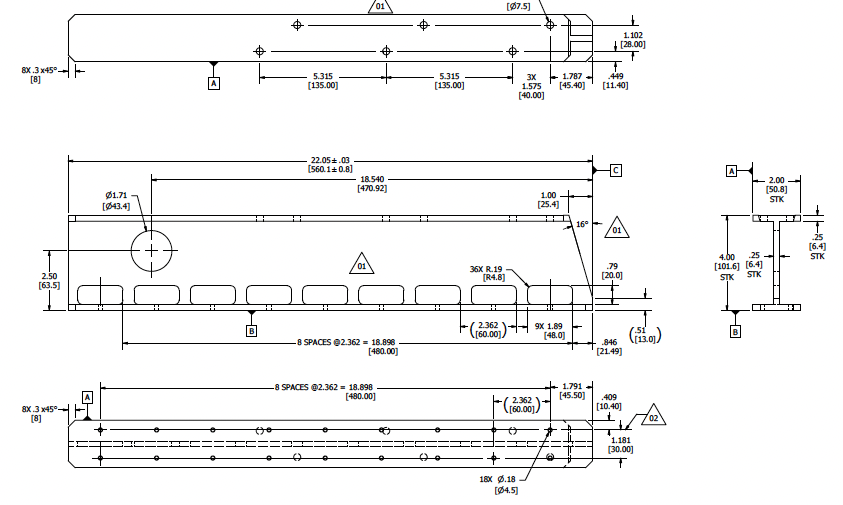 01
[Ø7.5]
1.102
[28.00]
8X .3 x45°
[8]
A
5.315
[135.00]
5.315
[135.00]
3X
1.575
[40.00]
1.787
[45.40]
.449
[11.40]
22.05± .03
[560.1± 0.8]
C
18.540
[470.92]
Ø1.71
[Ø43.4]
1.00
[25.4]
16°
01
01
36X R.19
[R4.8]
.79
[20.0]
2.50
[63.5]
B
(2.362)
[60.00]
9X 1.89
[48.0]
(.51)
[13.0]
8 SPACES @2.362 = 18.898
[480.00]
.846
[21.49]
A
2.00
[50.8]
STK
4.00
[101.6]
STK
.25
[6.4]
STK
.25
[6.4]
STK
B
8 SPACES @2.362 = 18.898
[480.00]
1.791
[45.50]
A
(2.362)
[60.00]
.409
[10.40]
8X .3 x45°
[8]
02
1.181
[30.00]
18X Ø.18
[Ø4.5]